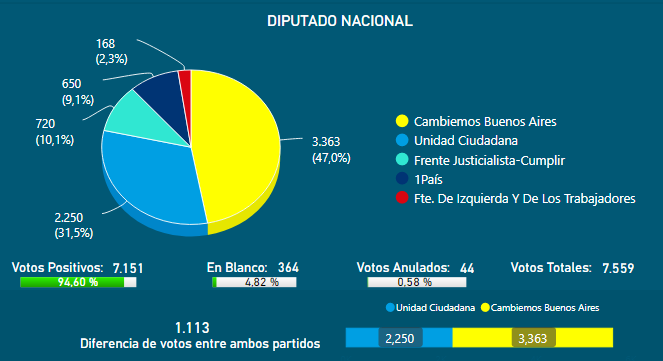 DIPUTADO NACIONAL
168
(2,3%)
650
(9,1%)
720
(10,1%)
3.363
(47,0%)
2.250
(31,5%)
Cambiemos Buenos Aires
Unidad Ciudadana
Frente Justicialista-Cumplir
1País
Fte. De Izquierda Y De Los Trabajadores
Votos Positivos: 7.151
94,60 %
En Blanco: 364
4,82 %
Votos Anulados: 44
0,58 %
Votos Totales: 7.559
Unidad Ciudadana Cambiemos Buenos Aires
1.113
Diferencia de votos entre ambos partidos
2,250 3,363